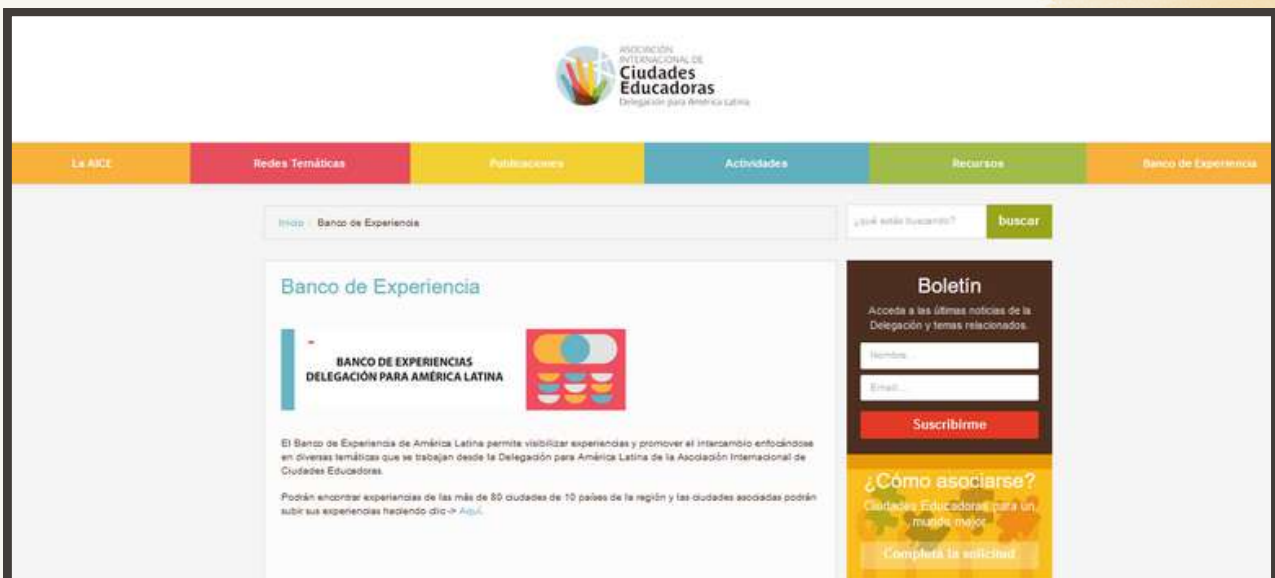 ASOCIACIÓN
INTERNACIONAL DE
Ciudades
Educadoras
Delegación para América Latina
La AICE
Redes Temáticas
Publicaciones
Actividades
Recursos
Banco de Experiencia
Inicio / Banco de Experiencia
¿qué estás buscando?
buscar
Banco de Experiencia
BANCO DE EXPERIENCIAS
DELEGACIÓN PARA AMÉRICA LATINA
El Banco de Experiencia de América Latina permite visibilizar experiencias y promover el intercambio enfocándose
en diversas temáticas que se trabajan desde la Delegación para América Latina de la Asociación Internacional de
Ciudades Educadoras.
Podrán encontrar experiencias de las más de 80 ciudades de 10 países de la región y las ciudades asociadas podrán
subir sus experiencias haciendo clic -> Aquí.
Boletín
Acceda a las últimas noticias de la
Delegación y temas relacionados.
Nombre...
Email...
Suscribirme
¿Cómo asociarse?
Ciudades Educadoras para un
mundo mejor
Completá la solicitud